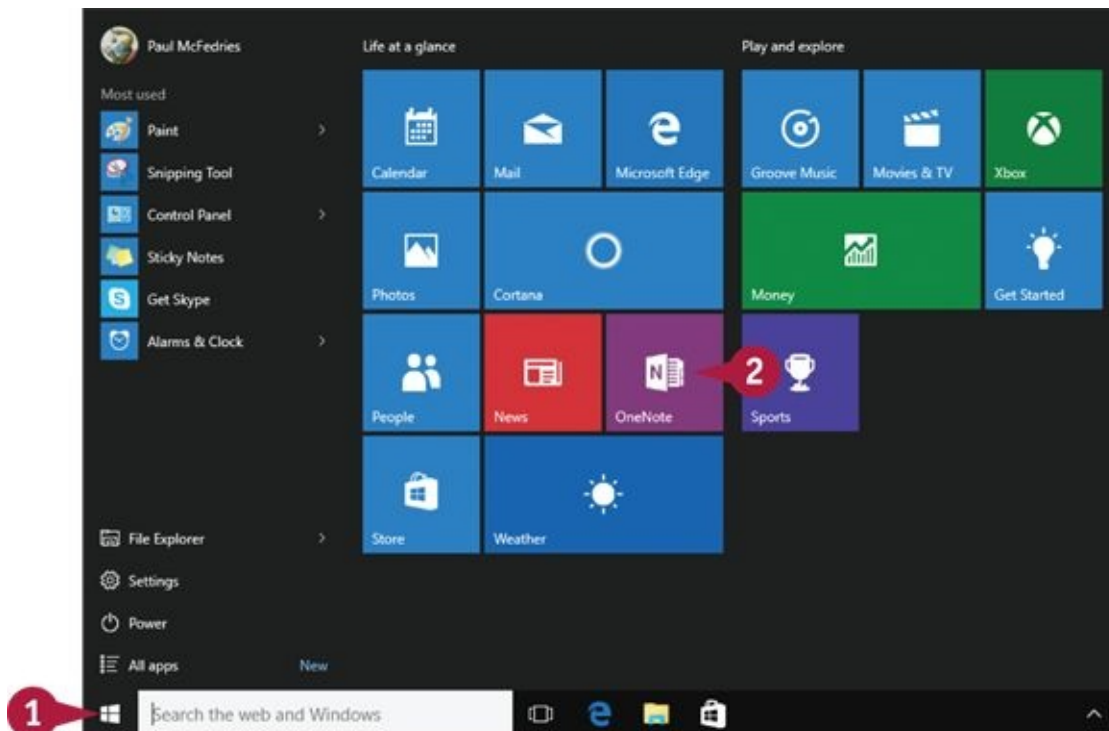 Paul McFedries
Most used
Paint
Snipping Tool
Control Panel
Sticky Notes
Get Skype
Alarms & Clock
File Explorer
Settings
Power
All apps New
Life at a glance
Calendar Mail Microsoft Edge
Photos Cortana
People News OneNote
Store Weather
Play and explore
Groove Music Movies & TV Xbox
Money Get Started
2
Sports
1
Search the web and Windows